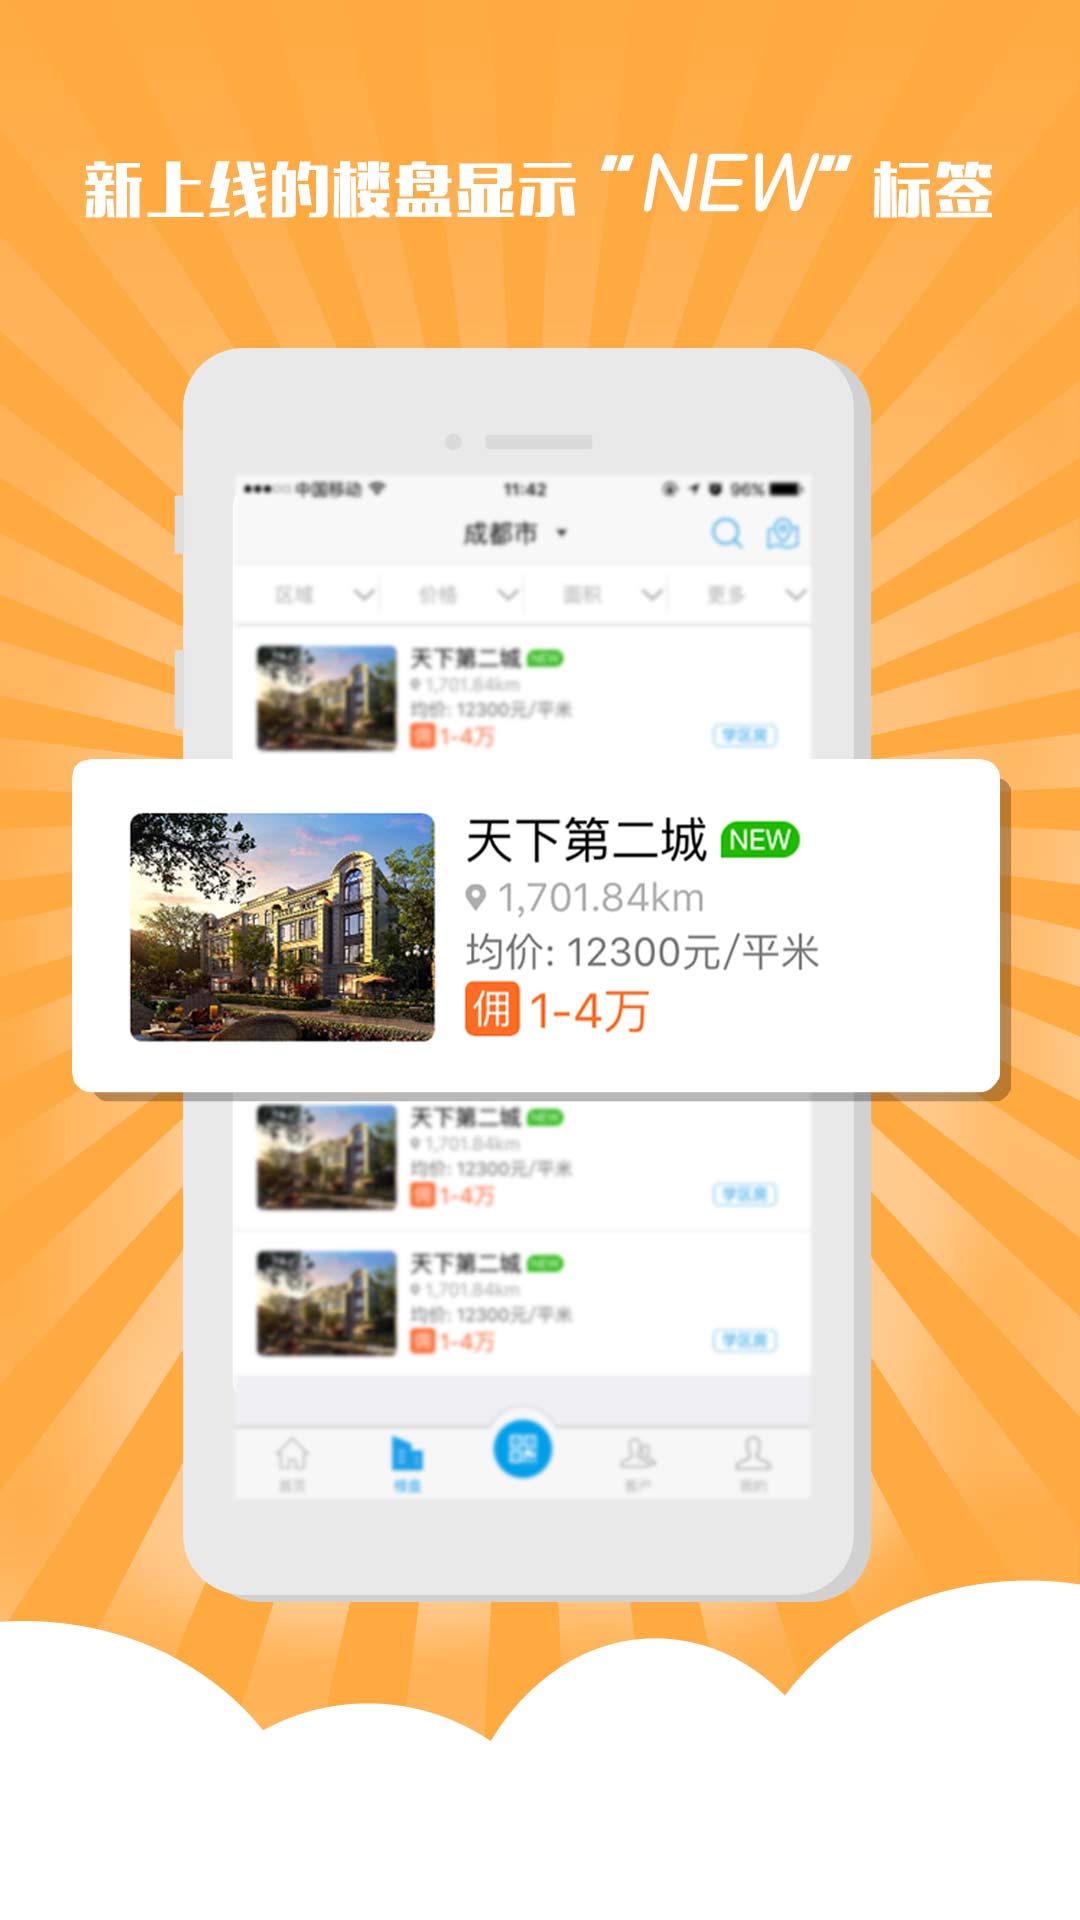 新上线的楼盘显示“NEW”标签
中国移动 11:42 96%
成都市
区域 价格 面积 更多
天下第二城 NEW
1,701.84km
均价: 12300元/平米
佣 1-4万 学区房
天下第二城 NEW
1,701.84km
均价: 12300元/平米
佣 1-4万
天下第二城 NEW
1,701.84km
均价: 12300元/平米
佣 1-4万 学区房
天下第二城 NEW
1,701.84km
均价: 12300元/平米
佣 1-4万 学区房
首页 楼盘 客户 我的